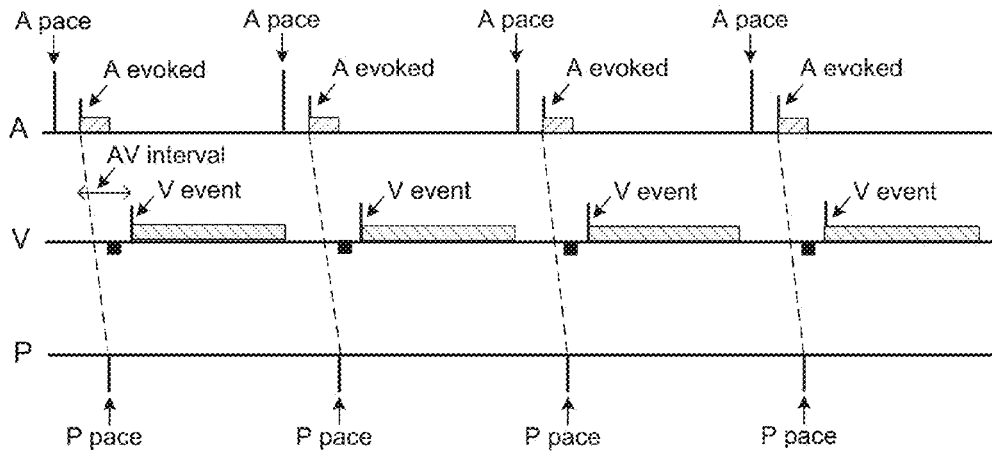 A pace A pace A pace A pace
A evoked A evoked A evoked A evoked
A
AV interval
V event V event V event V event
V
P
P pace P pace P pace P pace